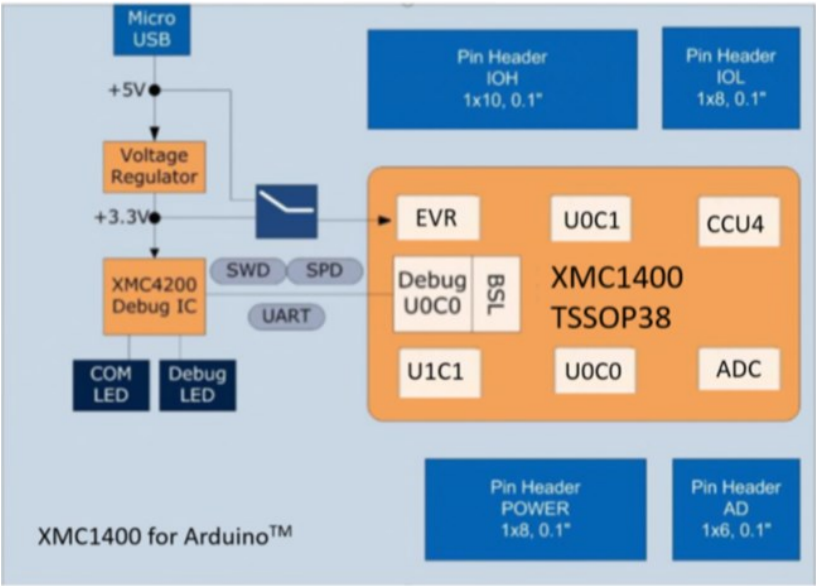 Micro
USB
+5V
Voltage
Regulator
+3.3V
XMC4200
Debug IC
COM
LED
Debug
LED
SWD
SPD
UART
Pin Header
IOH
1x10, 0.1"
Pin Header
IOL
1x8, 0.1"
EVR
U0C1
CCU4
Debug
U0C0
BSL
XMC1400
TSSOP38
U1C1
U0C0
ADC
Pin Header
POWER
1x8, 0.1"
Pin Header
AD
1x6, 0.1"
XMC1400 for Arduino™